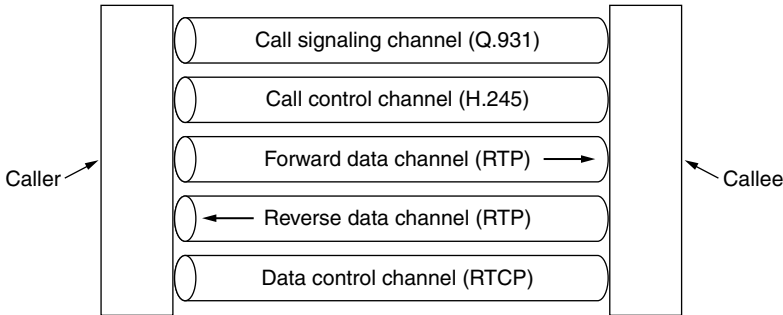 Call signaling channel (Q.931)
Call control channel (H.245)
Forward data channel (RTP)
Caller
Callee
Reverse data channel (RTP)
Data control channel (RTCP)